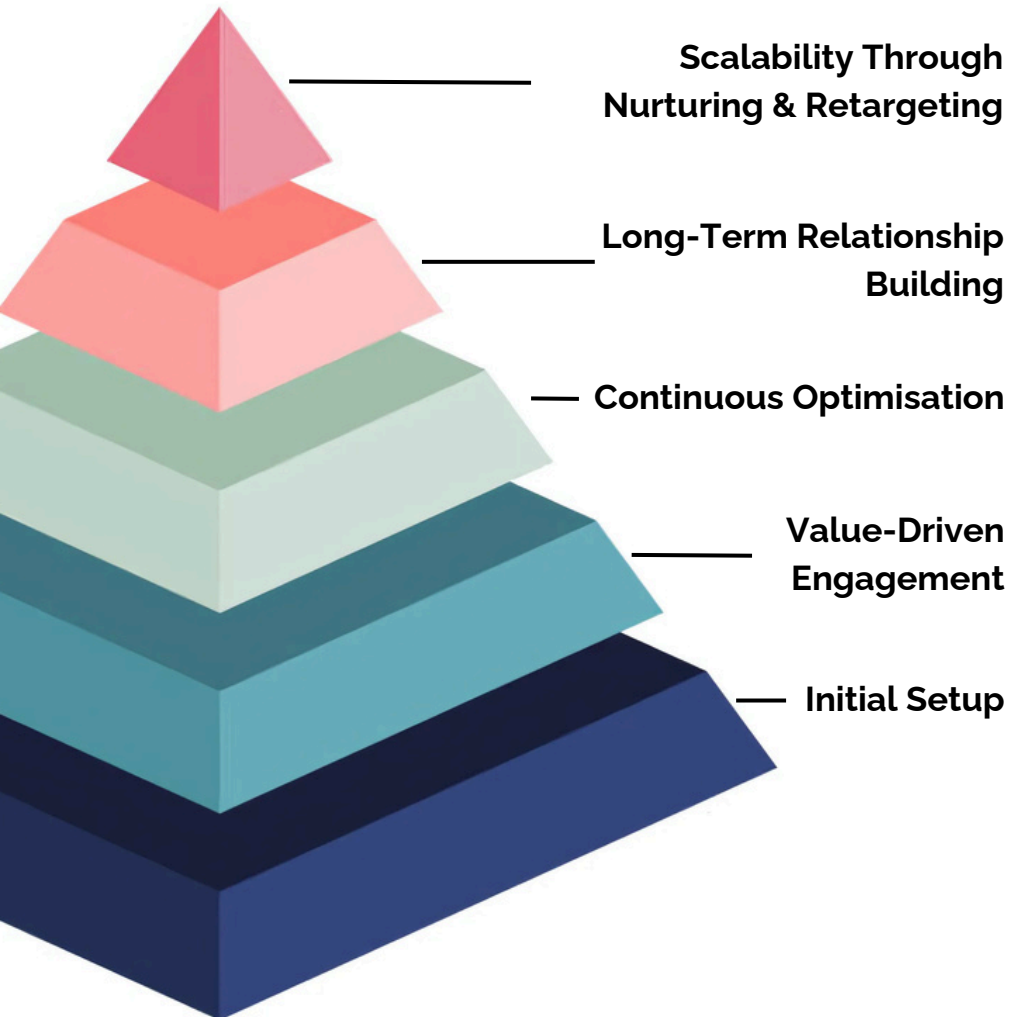 Scalability Through
Nurturing & Retargeting
Long-Term Relationship
Building
Continuous Optimisation
Value-Driven
Engagement
Initial Setup